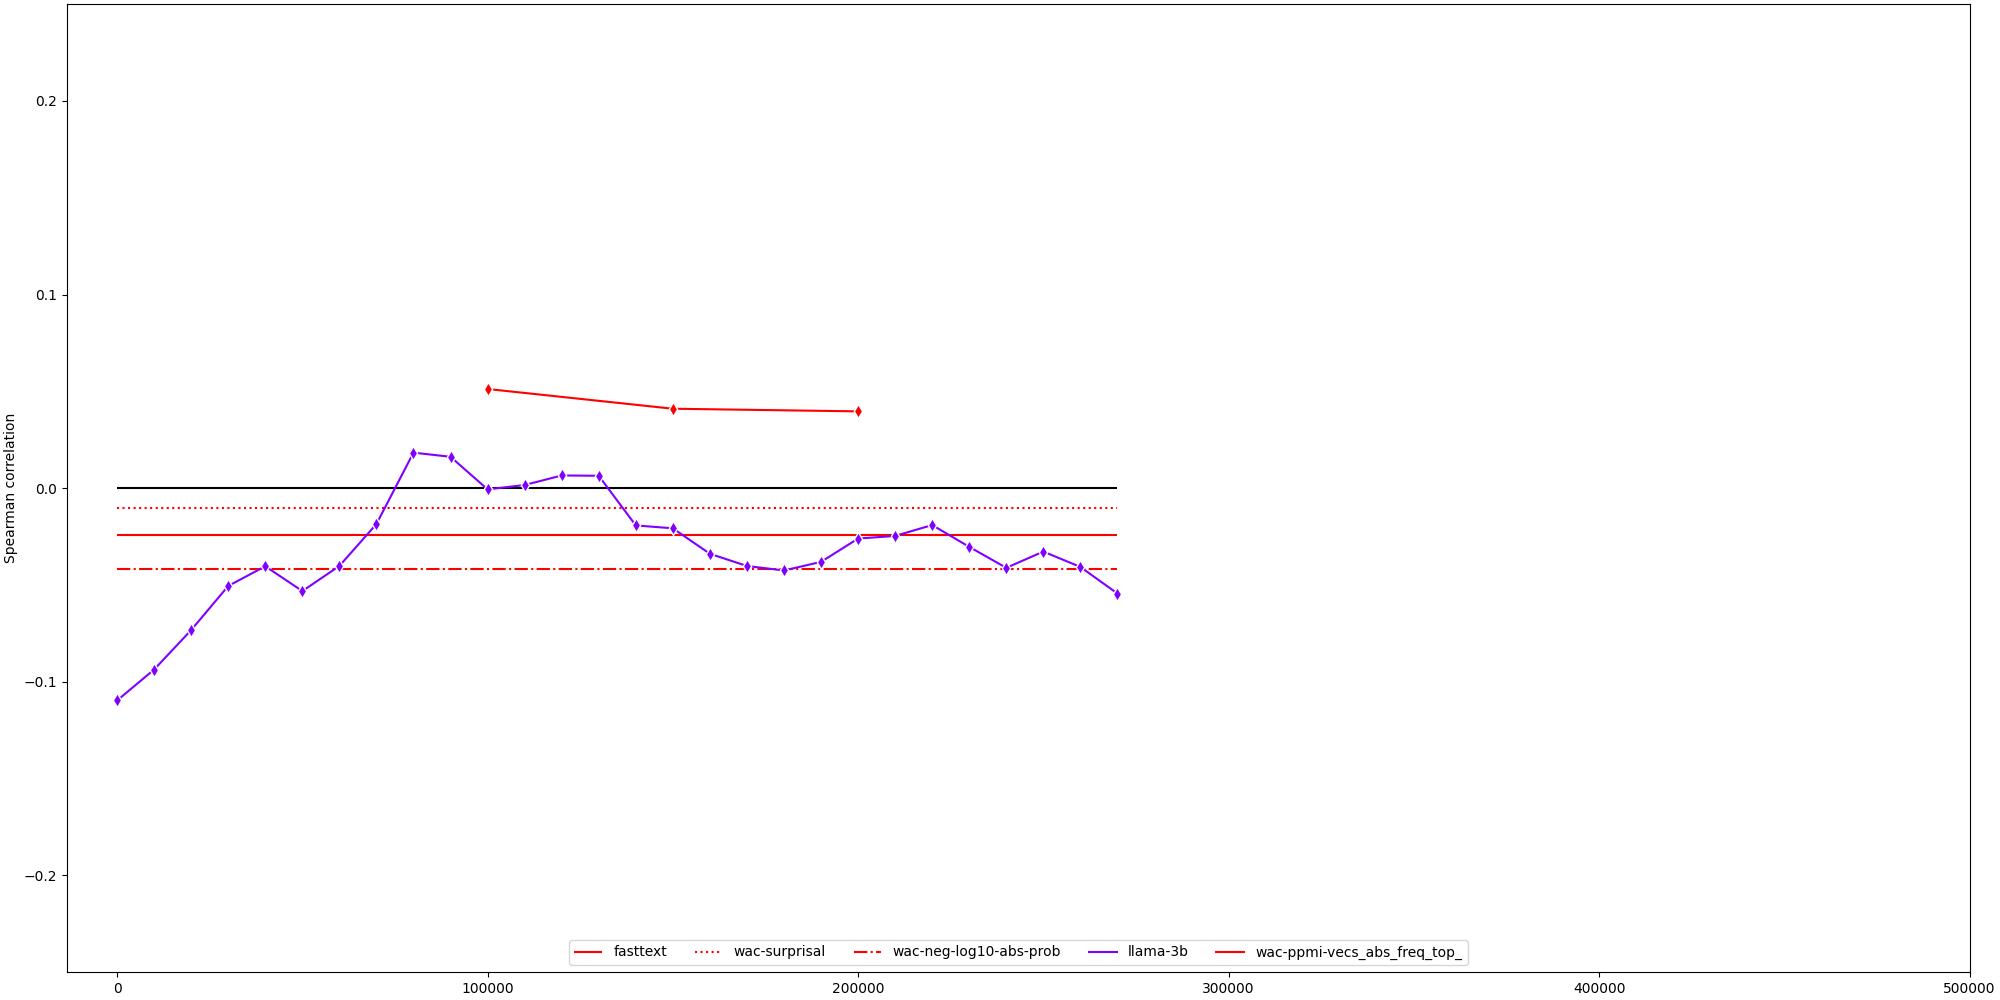 0.2
0.1
0.0
−0.1
−0.2
Spearman correlation
fasttext wac-surprisal wac-neg-log10-abs-prob llama-3b wac-ppmi-vecs_abs_freq_top_
0 100000 200000 300000 400000 500000